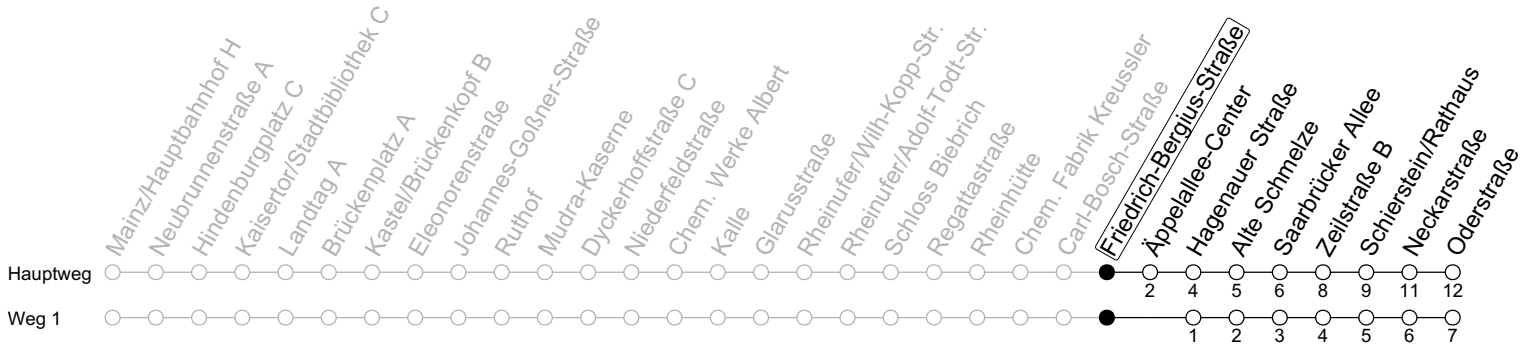 Mainz/Hauptbahnhof H
Neubrunnenstraße A
Hindenburgplatz C
Kaisertor/Stadtbibliothek C
Landtag A
Brückenplatz A
Kastel/Brückenkopf B
Eleonorenstraße
Johannes-Goßner-Straße
Ruthof
Mudra-Kaserne
Dyckerhoffstraße C
Niederfeldstraße
Chem. Werke Albert
Kalle
Glarusstraße
Rheinufer/Wilh-Kopp-Str.
Rheinufer/Adolf-Todt-Str.
Schloss Biebrich
Regattastraße
Rheinhütte
Chem. Fabrik Kreussler
Carl-Bosch-Straße
Friedrich-Bergius-Straße
Äppelallee-Center
Hagenauer Straße
Alte Schmelze
Saarbrücker Allee
Zeilstraße B
Schierstein/Rathaus
Neckarstraße
Oderstraße
Hauptweg
2 4 5 6 8 9 11 12
Weg 1
1 2 3 4 5 6 7